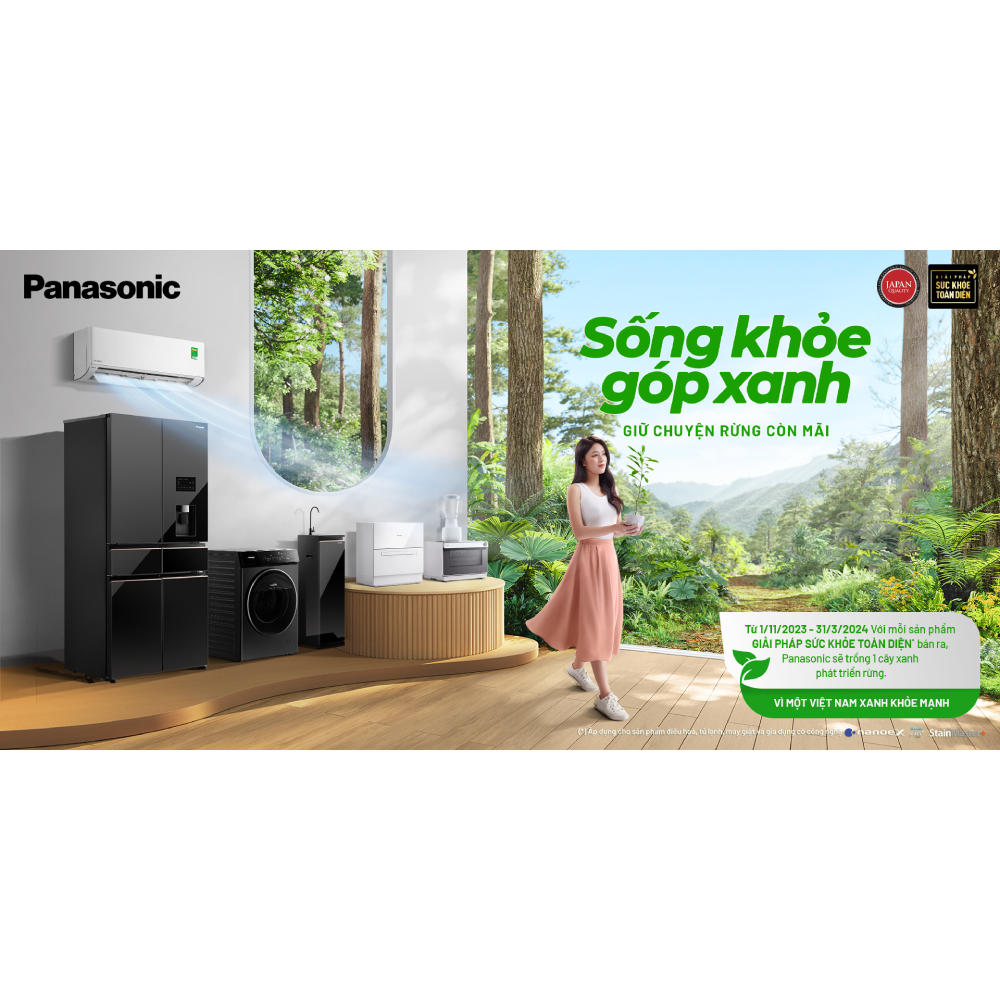 Panasonic
JAPAN
QUALITY
GIẢI PHÁP
SỨC KHỎE
TOÀN DIỆN
Sống khỏe
góp xanh
GIỮ CHUYỆN RỪNG CÒN MÃI
Từ 1/11/2023 - 31/3/2024 Với mỗi sản phẩm
GIẢI PHÁP SỨC KHỎE TOÀN DIỆN* bán ra,
Panasonic sẽ trồng 1 cây xanh
phát triển rừng.
VÌ MỘT VIỆT NAM XANH KHỎE MẠNH
(*) Áp dụng cho sản phẩm điều hoà, tủ lạnh, máy giặt và gia dụng có công nghệ nanoeX StainMaster+